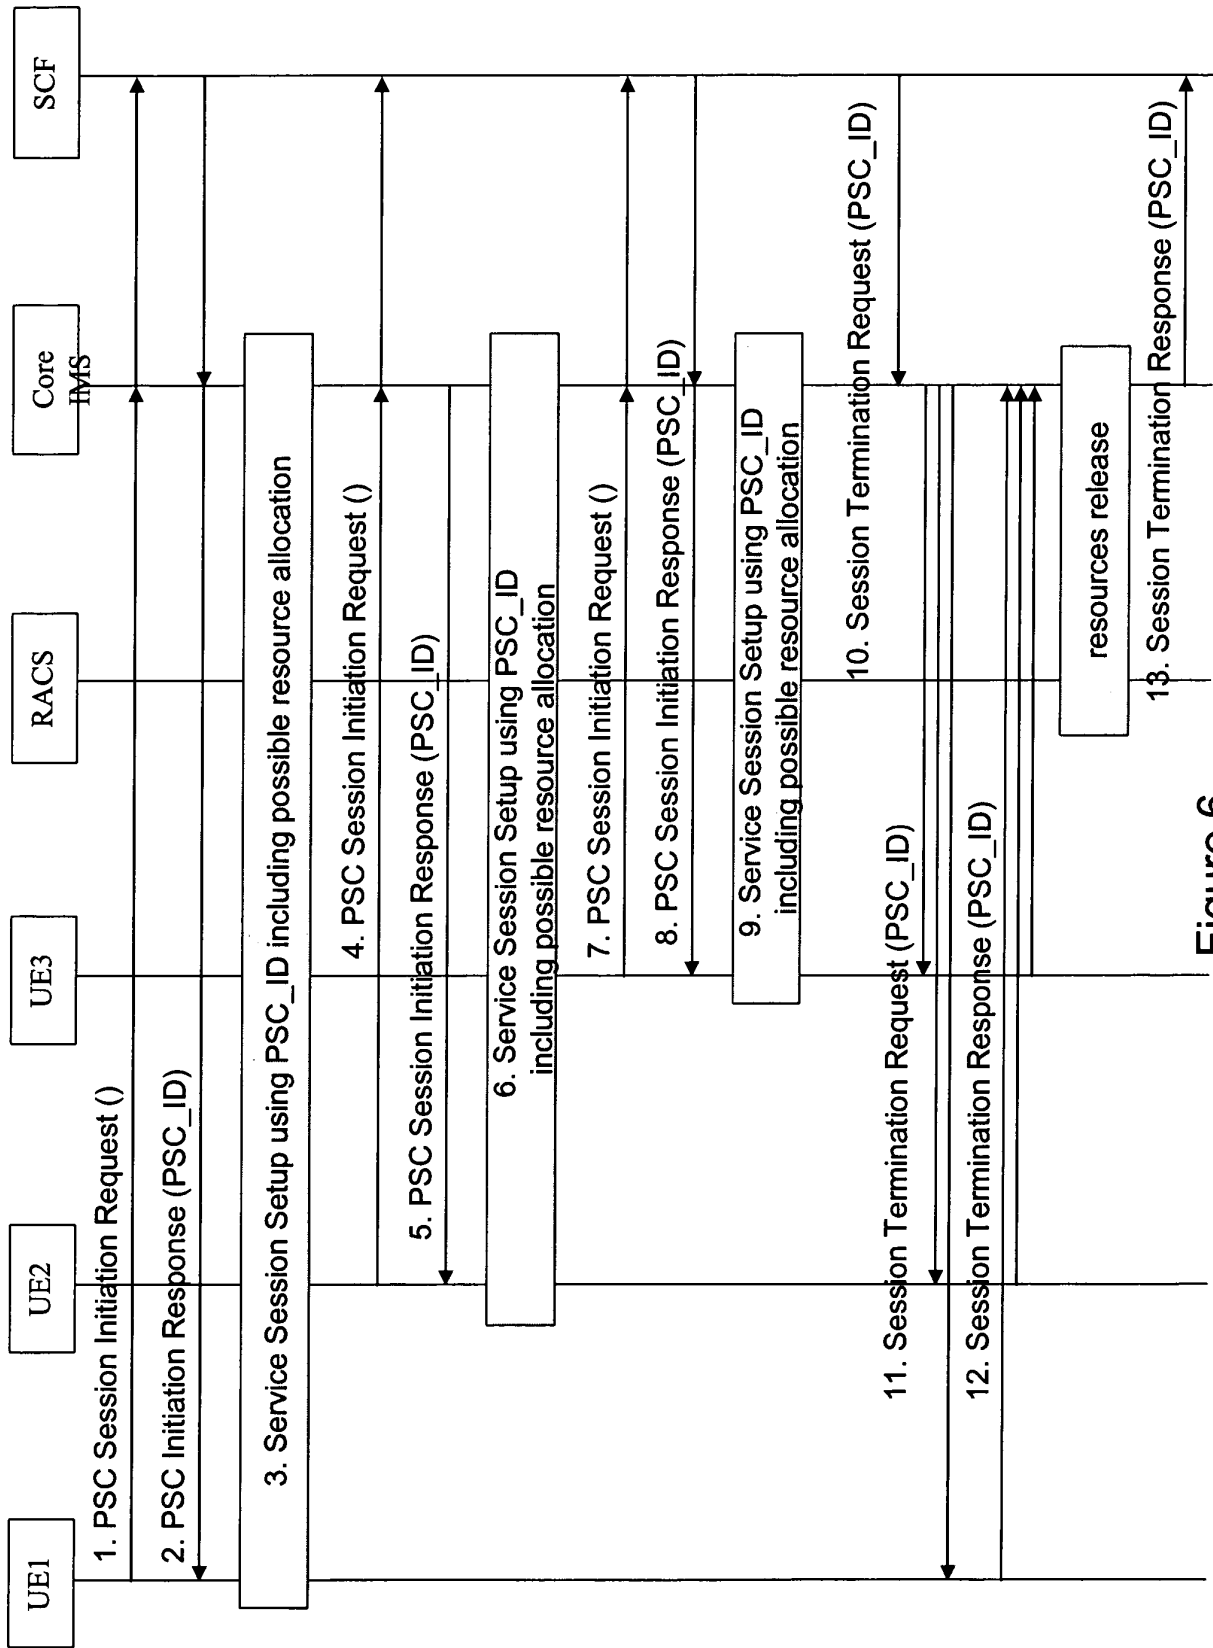 UE1
UE2
UE3
RACS
Core
IMS
SCF
1. PSC Session Initiation Request ()
2. PSC Initiation Response (PSC_ID)
3. Service Session Setup using PSC_ID including possible resource allocation
4. PSC Session Initiation Request ()
5. PSC Session Initiation Response (PSC_ID)
6. Service Session Setup using PSC_ID
including possible resource allocation
7. PSC Session Initiation Request ()
8. PSC Session Initiation Response (PSC_ID)
9. Service Session Setup using PSC_ID
including possible resource allocation
10. Session Termination Request (PSC_ID)
11. Session Termination Request (PSC_ID)
12. Session Termination Response (PSC_ID)
resources release
13. Session Termination Response (PSC_ID)
Figure 6